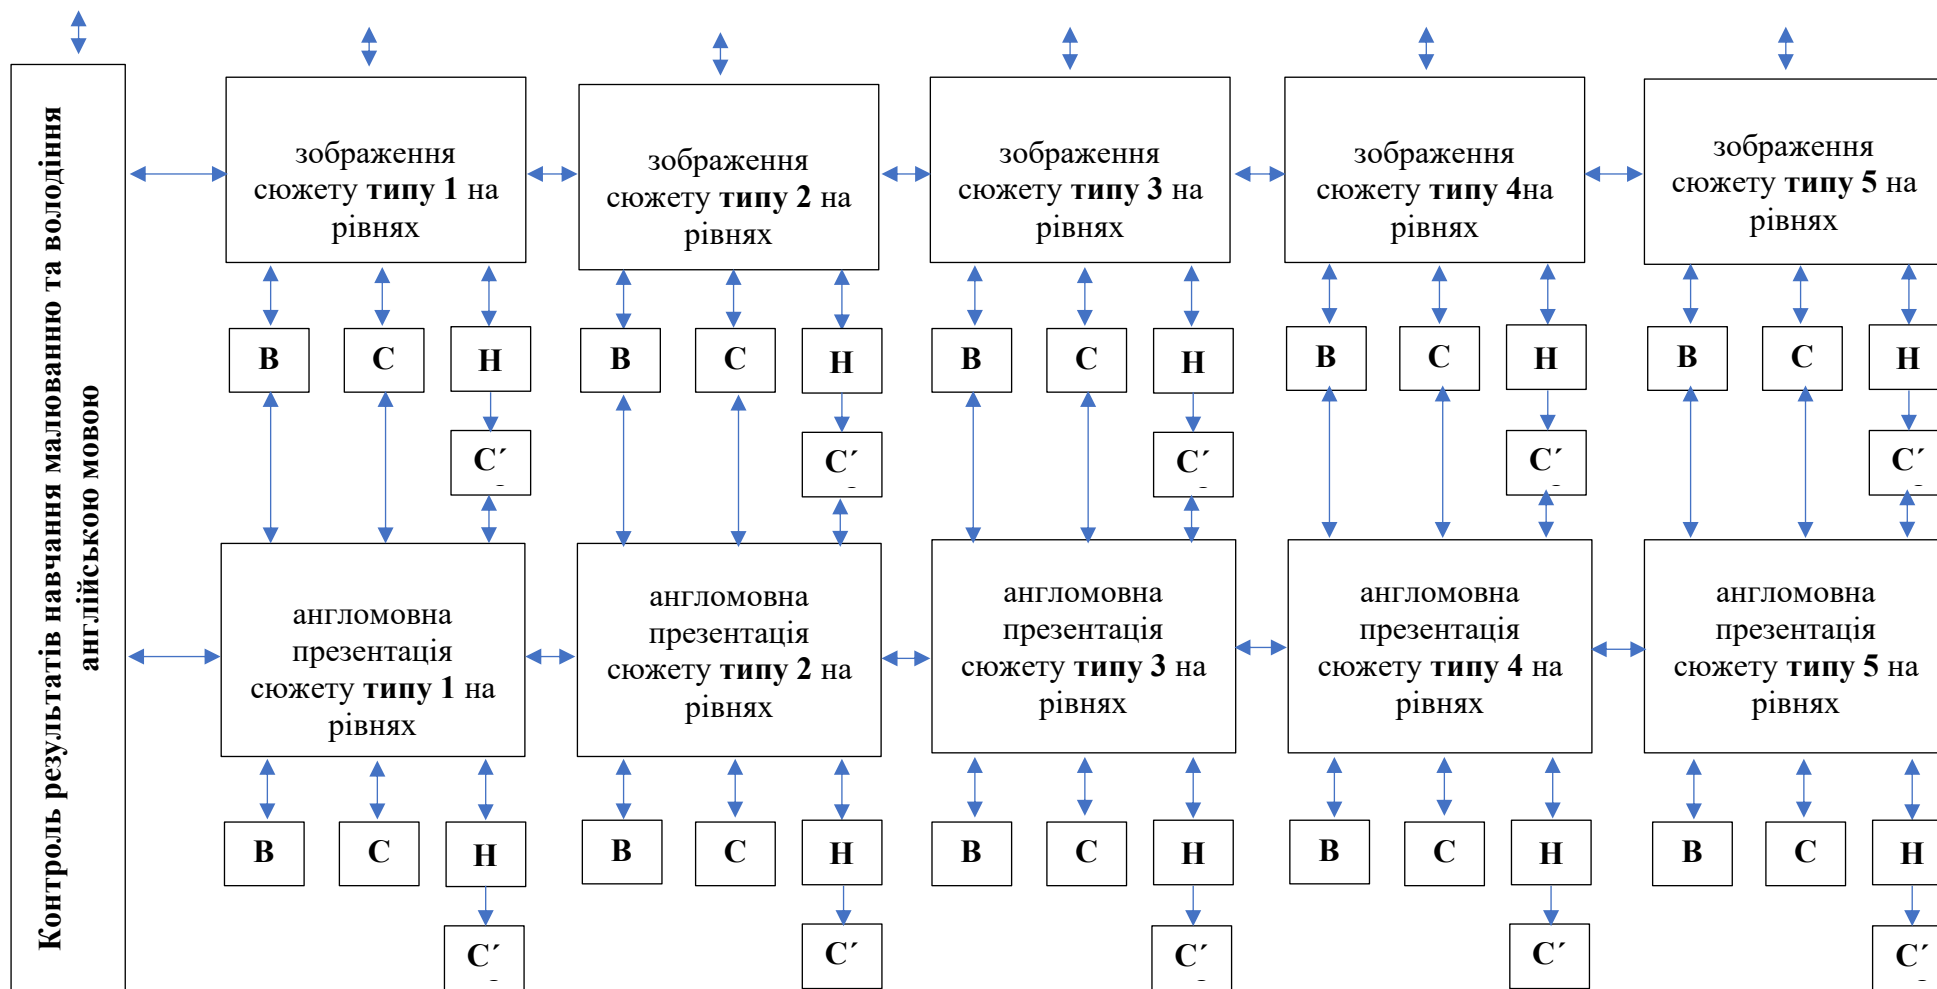 Контроль результатів навчання малюванню та володіння
англійською мовою
зображення
сюжету типу 1 на
рівнях
зображення
сюжету типу 2 на
рівнях
зображення
сюжету типу 3 на
рівнях
зображення
сюжету типу 4на
рівнях
зображення
сюжету типу 5 на
рівнях
В
С
Н
В
С
Н
В
С
Н
В
С
Н
В
С
Н
С´
С´
С´
С´
С´
англомовна
презентація
сюжету типу 1 на
рівнях
англомовна
презентація
сюжету типу 2 на
рівнях
англомовна
презентація
сюжету типу 3 на
рівнях
англомовна
презентація
сюжету типу 4 на
рівнях
англомовна
презентація
сюжету типу 5 на
рівнях
В
С
Н
В
С
Н
В
С
Н
В
С
Н
В
С
Н
С´
С´
С´
С´
С´